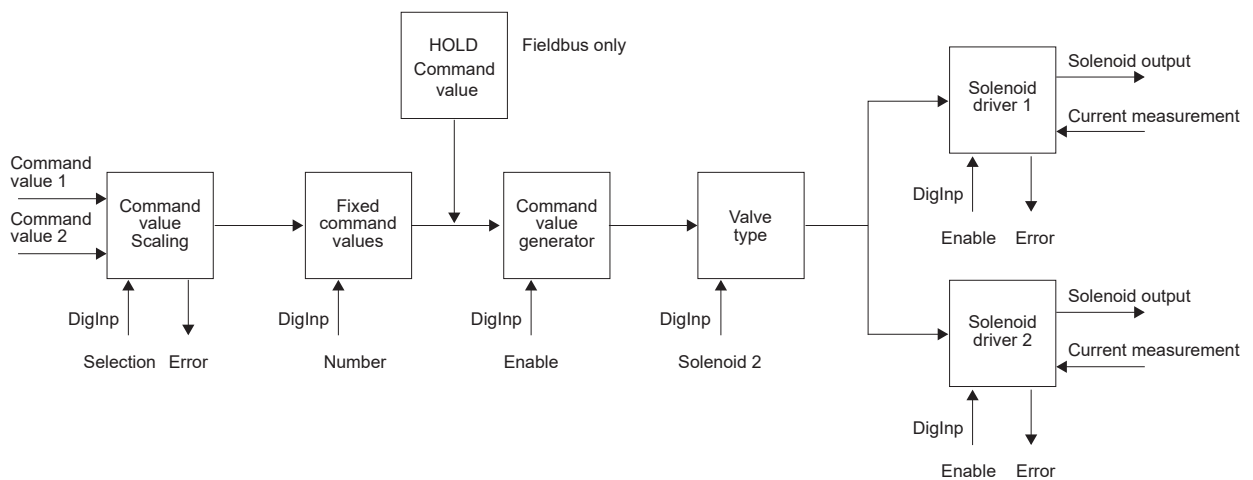 HOLD
Command
value
Fieldbus only
Command
value 1
Command
value 2
Command
value
Scaling
DigInp
Selection
Error
Fixed
command
values
DigInp
Number
Command
value
generator
DigInp
Enable
Valve
type
DigInp
Solenoid 2
Solenoid
driver 1
Solenoid output
Current measurement
DigInp
Enable
Error
Solenoid
driver 2
Solenoid output
Current measurement
DigInp
Enable
Error